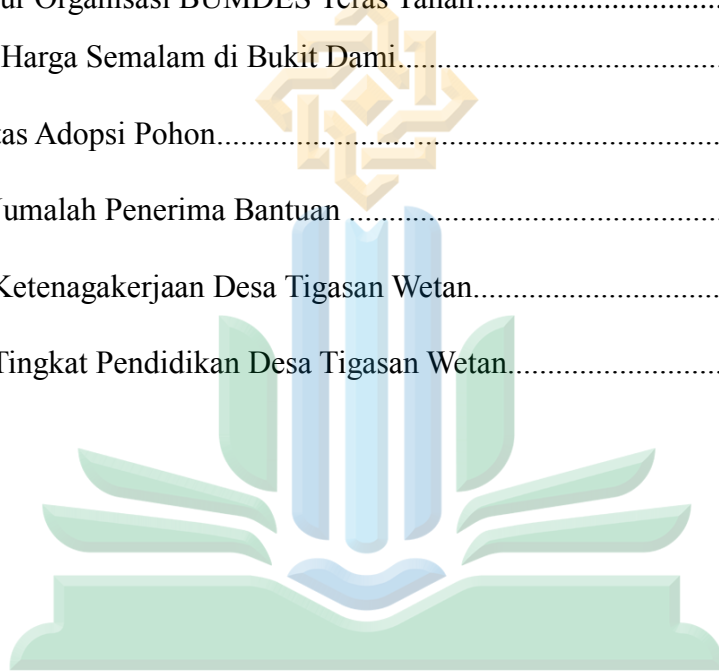 ur Organisasi BUMDES Teras Tanah..............................
Harga Semalam di Bukit Dami........................................
as Adopsi Pohon................................................................
umalah Penerima Bantuan ...............................................
Ketenagakerjaan Desa Tigasan Wetan...............................
Tingkat Pendidikan Desa Tigasan Wetan..........................